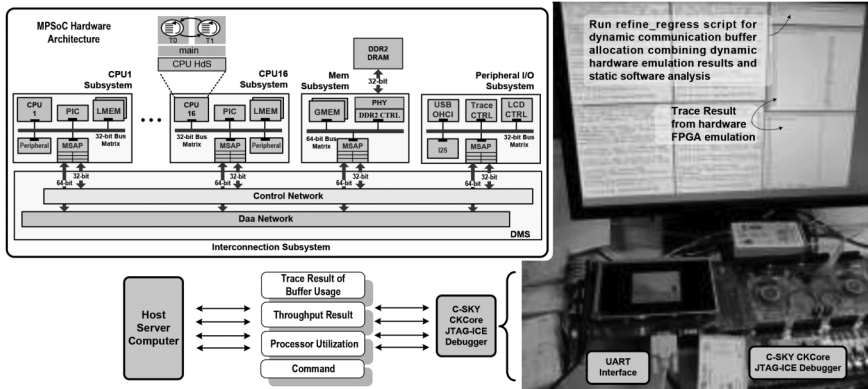 MPSoC Hardware
Architecture
T0
T1
main
CPU HdS
DDR2
DRAM
32-bit
CPU1
Subsystem
CPU16
Subsystem
Mem
Subsystem
Peripheral I/O
Subsystem
CPU
1
PIC
LMEM
32-bit Bus
Matrix
Peripheral
MSAP
...
CPU
16
PIC
LMEM
32-bit Bus
Matrix
MSAP
Peripheral
GMEM
PHY
DDR2 CTRL
64-bit Bus
Matrix
MSAP
USB
OHCI
Trace
CTRL
LCD
CTRL
I2S
MSAP
32-bit Bus
Matrix
64-bit
32-bit
64-bit
32-bit
64-bit
32-bit
64-bit
32-bit
Control Network
Daa Network
DMS
Interconnection Subsystem
Host
Server
Computer
Trace Result of
Buffer Usage
Throughput Result
Processor Utilization
Command
C-SKY
CKCore
JTAG-ICE
Debugger
Run refine_regress script for
dynamic communication buffer
allocation combining dynamic
hardware emulation results and
static software analysis
Trace Result
from hardware
FPGA emulation
UART
Interface
C-SKY CKCore
JTAG-ICE Debugger